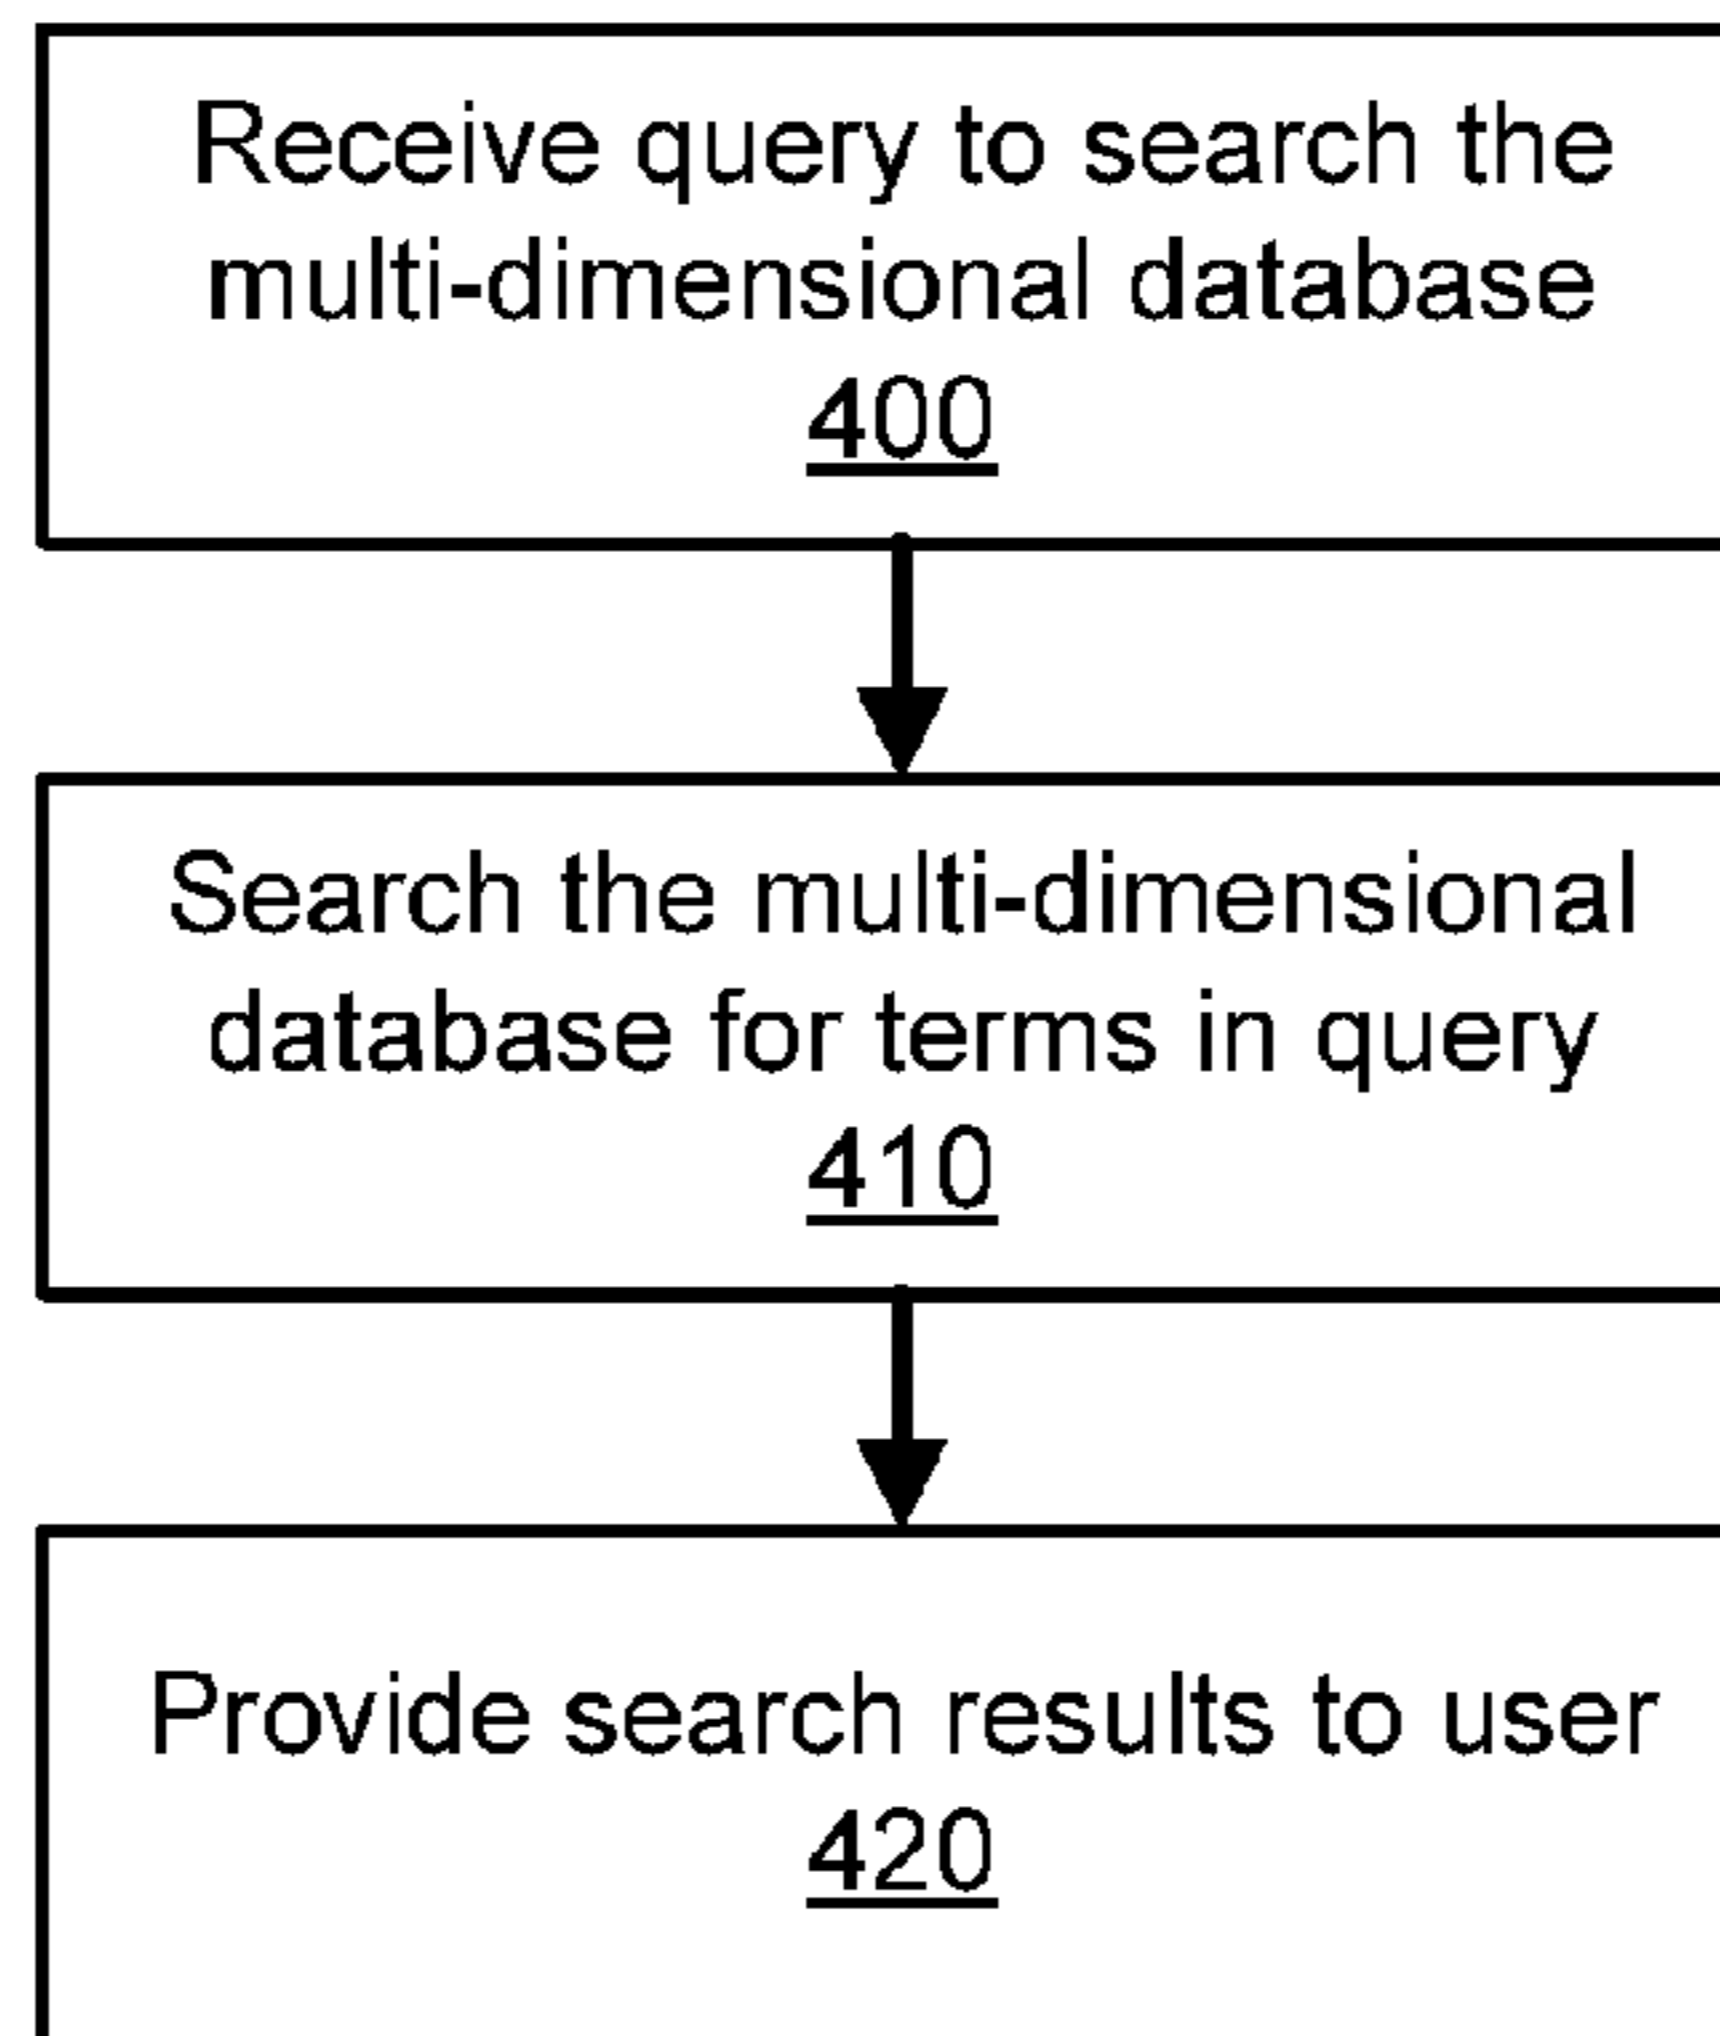 Receive query to search the
multi-dimensional database
400
Search the multi-dimensional
database for terms in query
410
Provide search results to user
420